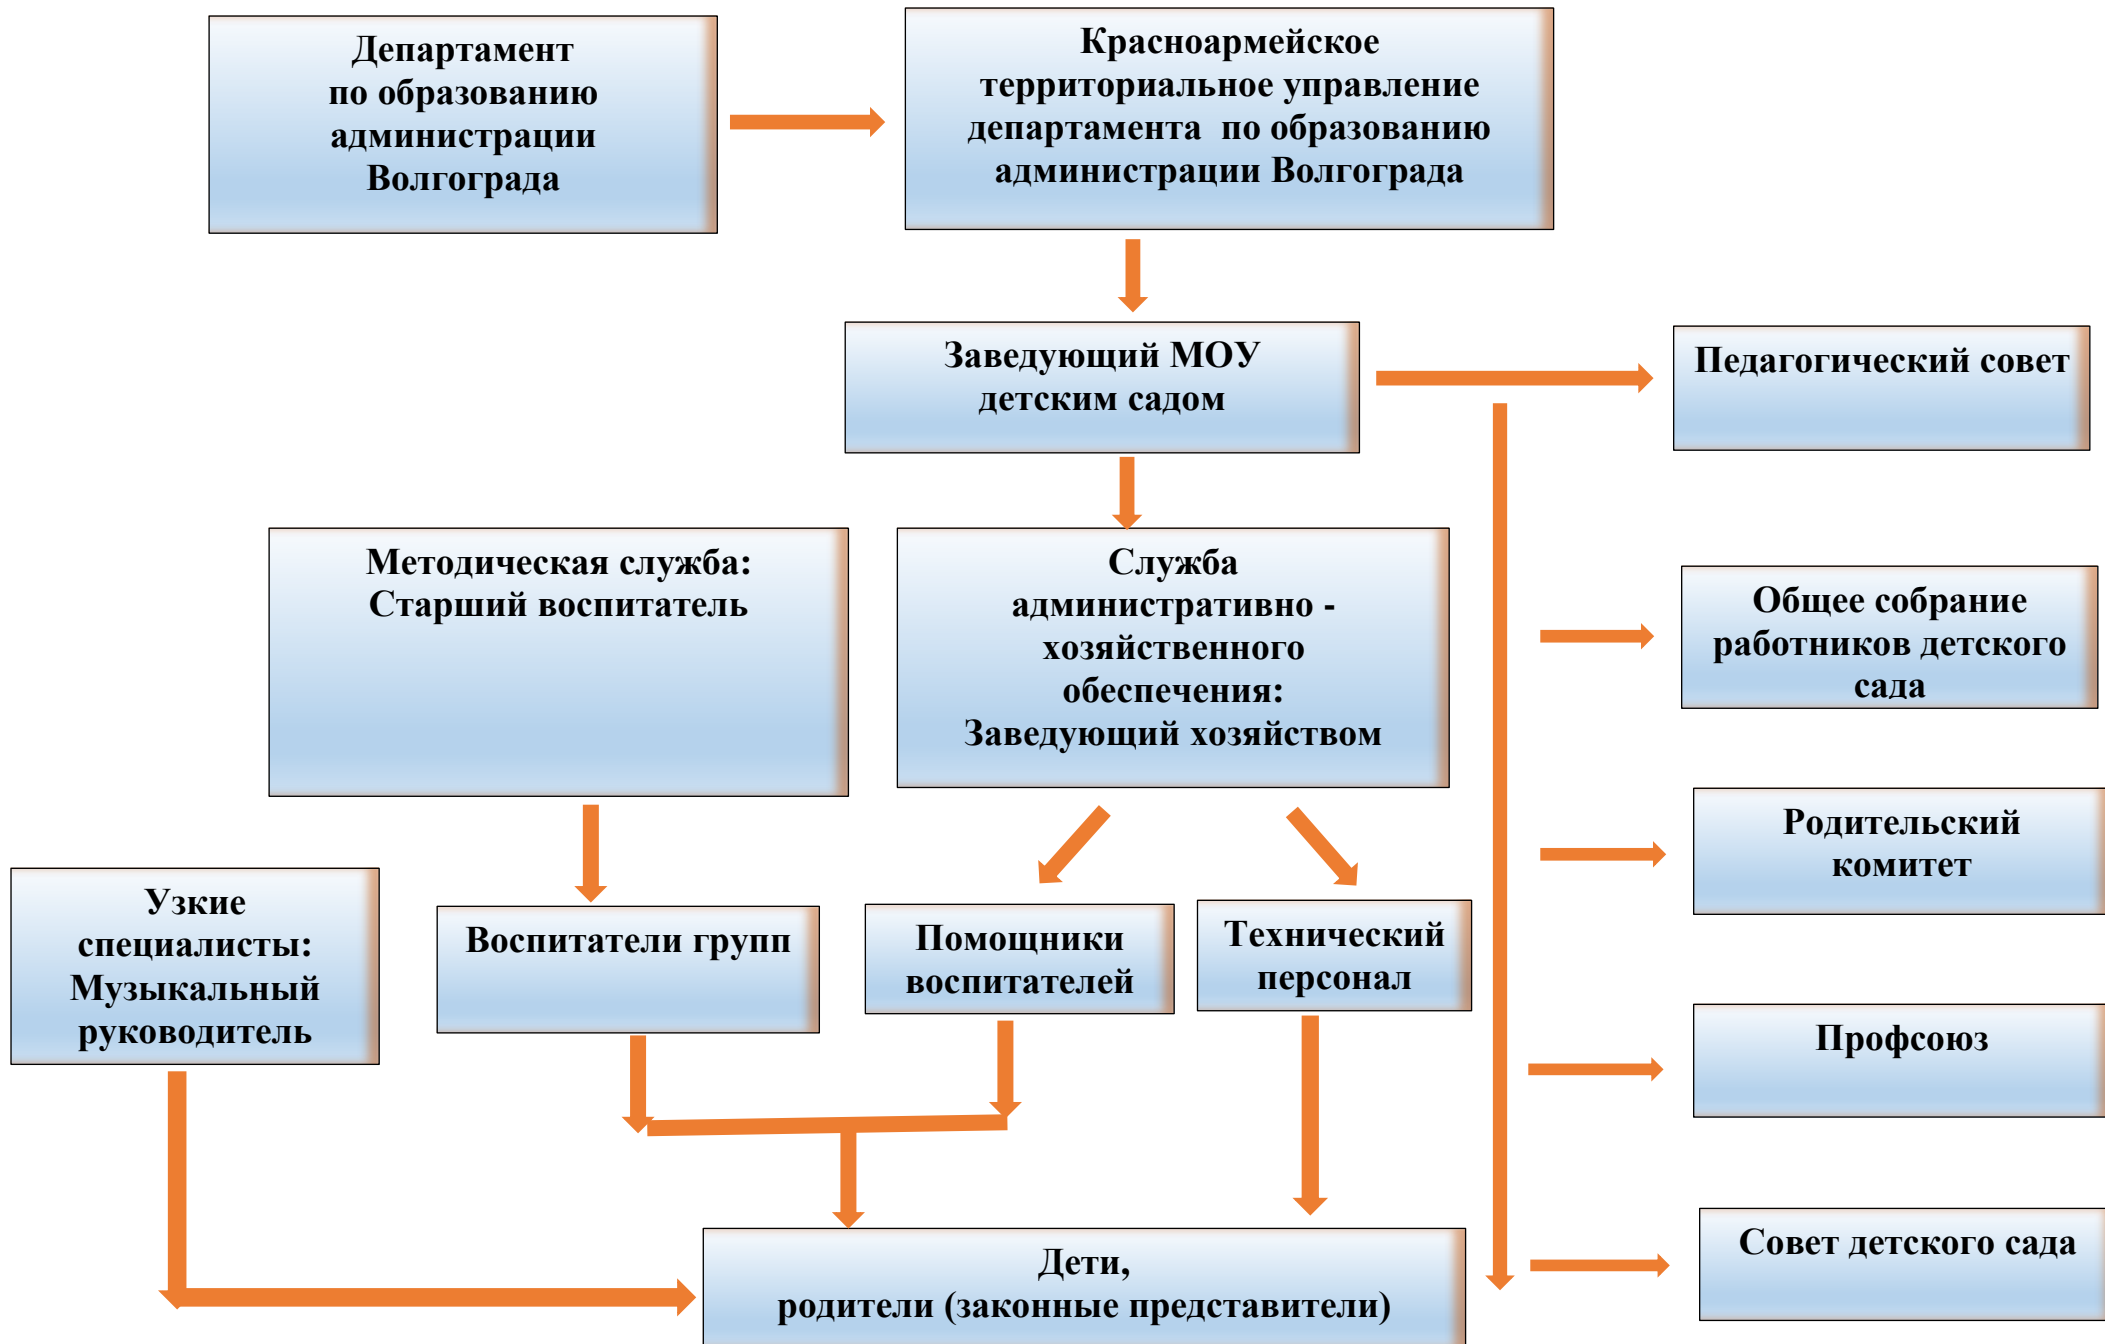 Департамент
по образованию
администрации
Волгограда
Красноармейское
территориальное управление
департамента  по образованию
администрации Волгограда
Заведующий МОУ
детским садом
Педагогический совет
Методическая служба:
Старший воспитатель
Служба
административно -
хозяйственного
обеспечения:
Заведующий хозяйством
Общее собрание
работников детского
сада
Родительский
комитет
Узкие
специалисты:
Музыкальный
руководитель
Воспитатели групп
Помощники
воспитателей
Технический
персонал
Профсоюз
Совет детского сада
Дети,
родители (законные представители)